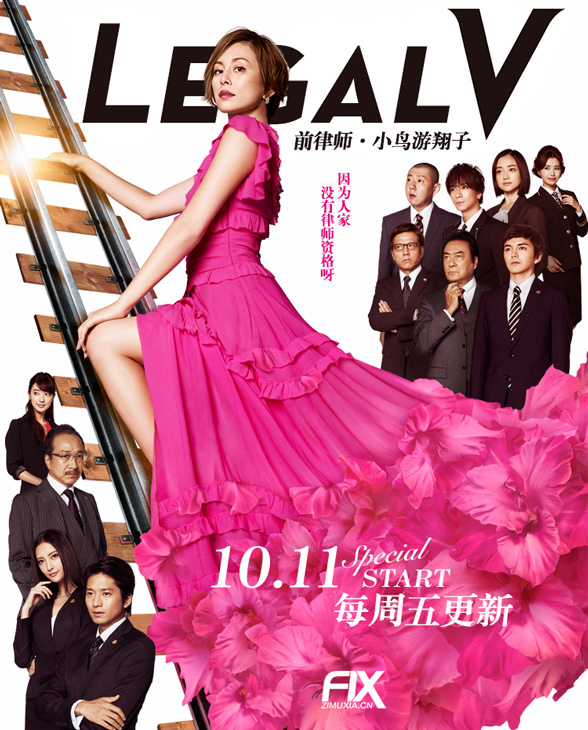 LEGAL V
前律师·小鸟游翔子
因为人家
没有律师资格呀
10.11 Special START
每周五更新
FIX
ZIMUXIA.CN